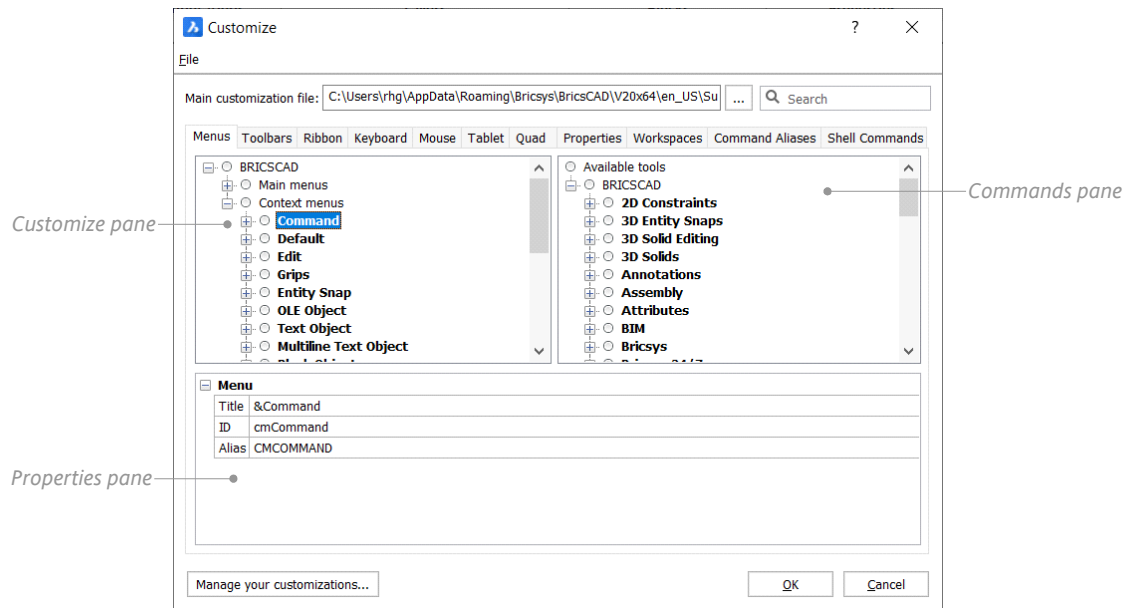 Customize
?
File
Main customization file: C:\Users\rhg\AppData\Roaming\Bricsys\BricsCAD\V20x64\en_US\Su ... Search
Menus Toolbars Ribbon Keyboard Mouse Tablet Quad Properties Workspaces Command Aliases Shell Commands
BRICSCAD
Main menus
Context menus
Command
Default
Edit
Grips
Entity Snap
OLE Object
Text Object
Multiline Text Object
Available tools
BRICSCAD
2D Constraints
3D Entity Snaps
3D Solid Editing
3D Solids
Annotations
Assembly
Attributes
BIM
Bricsys
Customize pane
Commands pane
Menu
Title &Command
ID cmCommand
Alias CMCOMMAND
Properties pane
Manage your customizations... OK Cancel